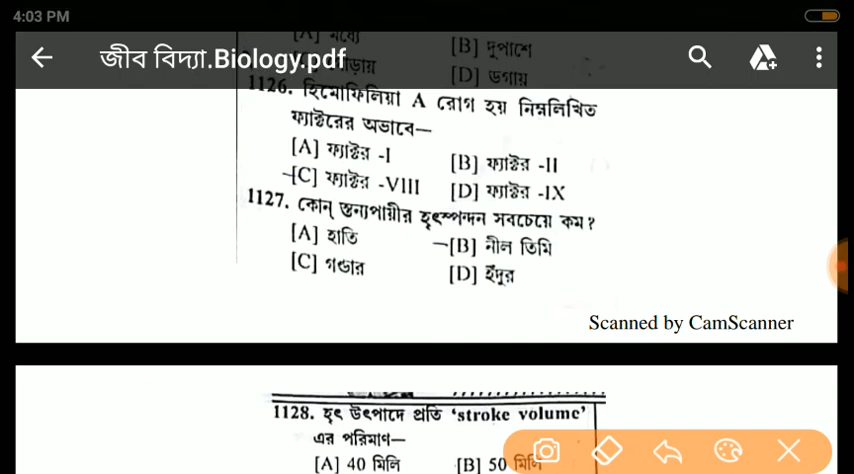 4:03 PM
জীব বিদ্যা.Biology.pdf
[B] দুপাশে
[D] ডগায়
1126. হিমোফিলিয়া A রোগ হয় নিম্নলিখিত
ফ্যাক্টরের অভাবে—
[A] ফ্যাক্টর -I [B] ফ্যাক্টর -II
[C] ফ্যাক্টর -VIII [D] ফ্যাক্টর -IX
1127. কোন্ স্তন্যপায়ীর হৃৎস্পন্দন সবচেয়ে কম?
[A] হাতি [B] নীল তিমি
[C] গণ্ডার [D] ইঁদুর
Scanned by CamScanner
1128. হৃৎ উৎপাদে প্রতি ‘stroke volume’
এর পরিমাণ—
[A] 40 মিলি [B] 50 মিলি